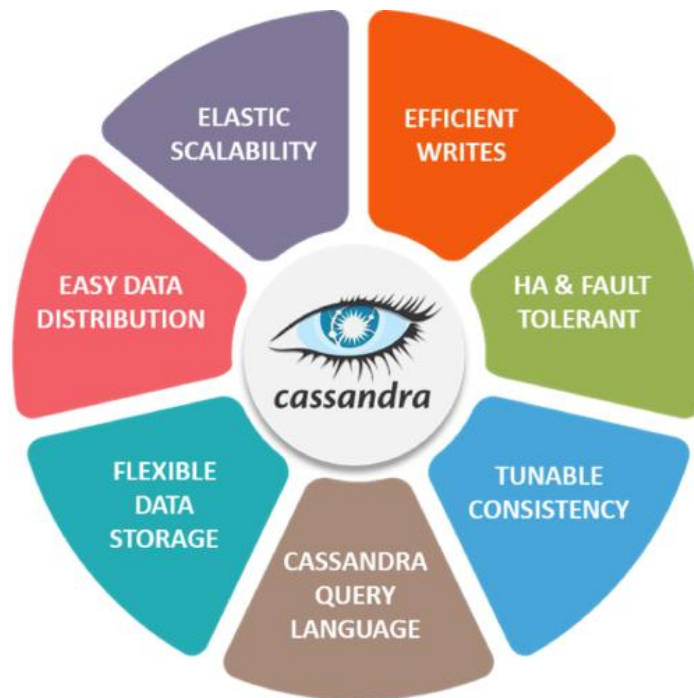 ELASTIC
SCALABILITY
EFFICIENT
WRITES
EASY DATA
DISTRIBUTION
HA & FAULT
TOLERANT
cassandra
FLEXIBLE
DATA
STORAGE
TUNABLE
CONSISTENCY
CASSANDRA
QUERY
LANGUAGE